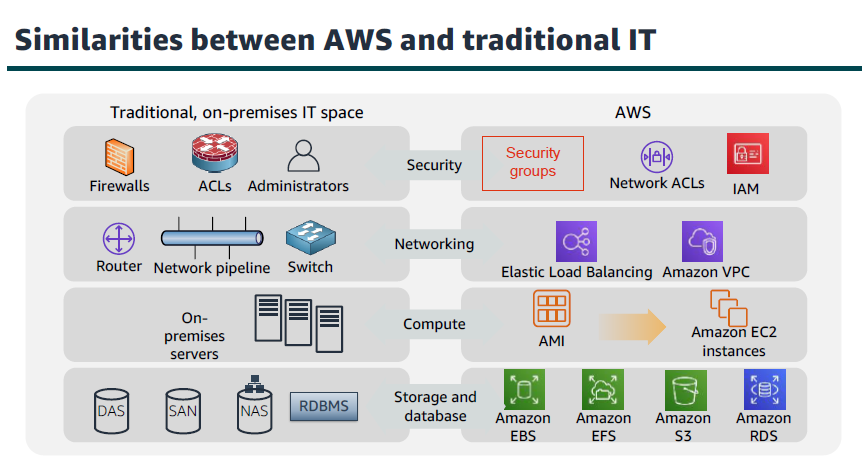 Similarities between AWS and traditional IT
Traditional, on-premises IT space
AWS
Firewalls
ACLs
Administrators
Security
Security
groups
Network ACLs
IAM
Router
Network pipeline
Switch
Networking
Elastic Load Balancing
Amazon VPC
On-
premises
servers
Compute
AMI
Amazon EC2
instances
DAS
SAN
NAS
RDBMS
Storage and
database
Amazon
EBS
Amazon
EFS
Amazon
S3
Amazon
RDS